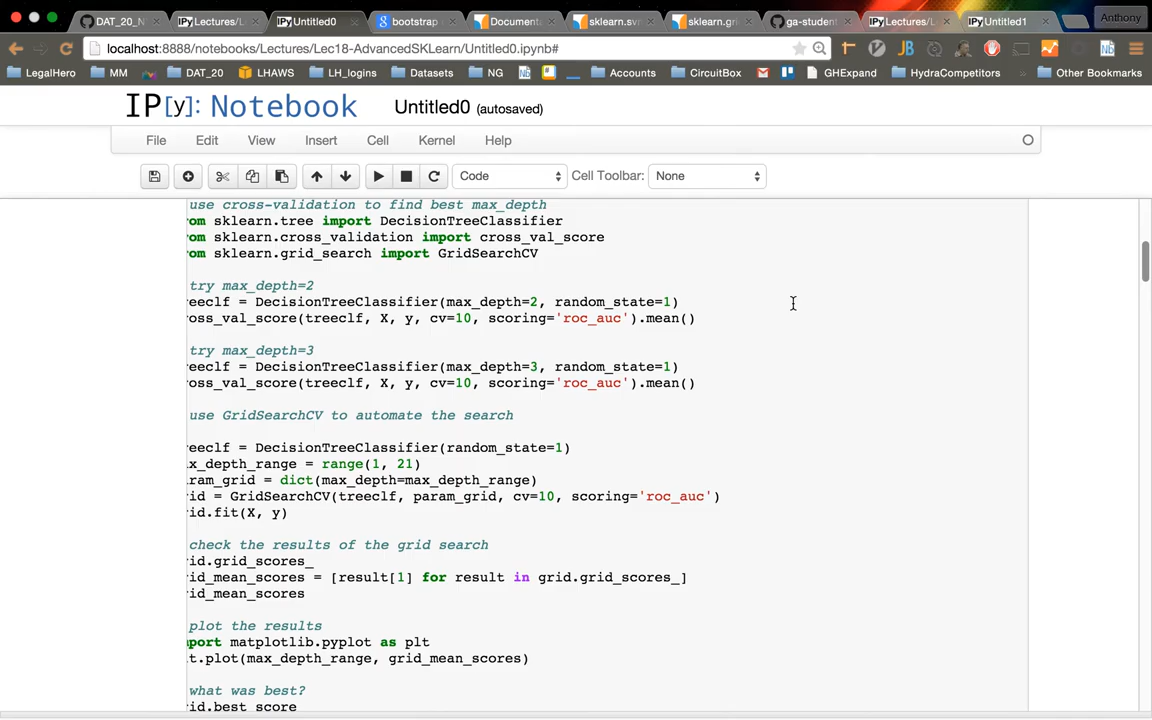 DAT_20_N
IPy Lectures/L
IPy Untitled0
bootstrap
Document
sklearn.svm
sklearn.gri
ga-student
IPy Lectures/L
IPy Untitled1
Anthony
localhost:8888/notebooks/Lectures/Lec18-AdvancedSKLearn/Untitled0.ipynb#
LegalHero MM DAT_20 LHAWS LH_logins Datasets NG Nb Accounts CircuitBox GHExpand HydraCompetitors » Other Bookmarks
IP[y]: Notebook Untitled0 (autosaved)
File Edit View Insert Cell Kernel Help
Code Cell Toolbar: None
use cross-validation to find best max_depth
om sklearn.tree import DecisionTreeClassifier
om sklearn.cross_validation import cross_val_score
om sklearn.grid_search import GridSearchCV
try max_depth=2
eeclf = DecisionTreeClassifier(max_depth=2, random_state=1)
oss_val_score(treeclf, X, y, cv=10, scoring='roc_auc').mean()
try max_depth=3
eeclf = DecisionTreeClassifier(max_depth=3, random_state=1)
oss_val_score(treeclf, X, y, cv=10, scoring='roc_auc').mean()
use GridSearchCV to automate the search
eeclf = DecisionTreeClassifier(random_state=1)
x_depth_range = range(1, 21)
ram_grid = dict(max_depth=max_depth_range)
id = GridSearchCV(treeclf, param_grid, cv=10, scoring='roc_auc')
id.fit(X, y)
check the results of the grid search
id.grid_scores_
id_mean_scores = [result[1] for result in grid.grid_scores_]
id_mean_scores
plot the results
port matplotlib.pyplot as plt
t.plot(max_depth_range, grid_mean_scores)
what was best?
id.best_score